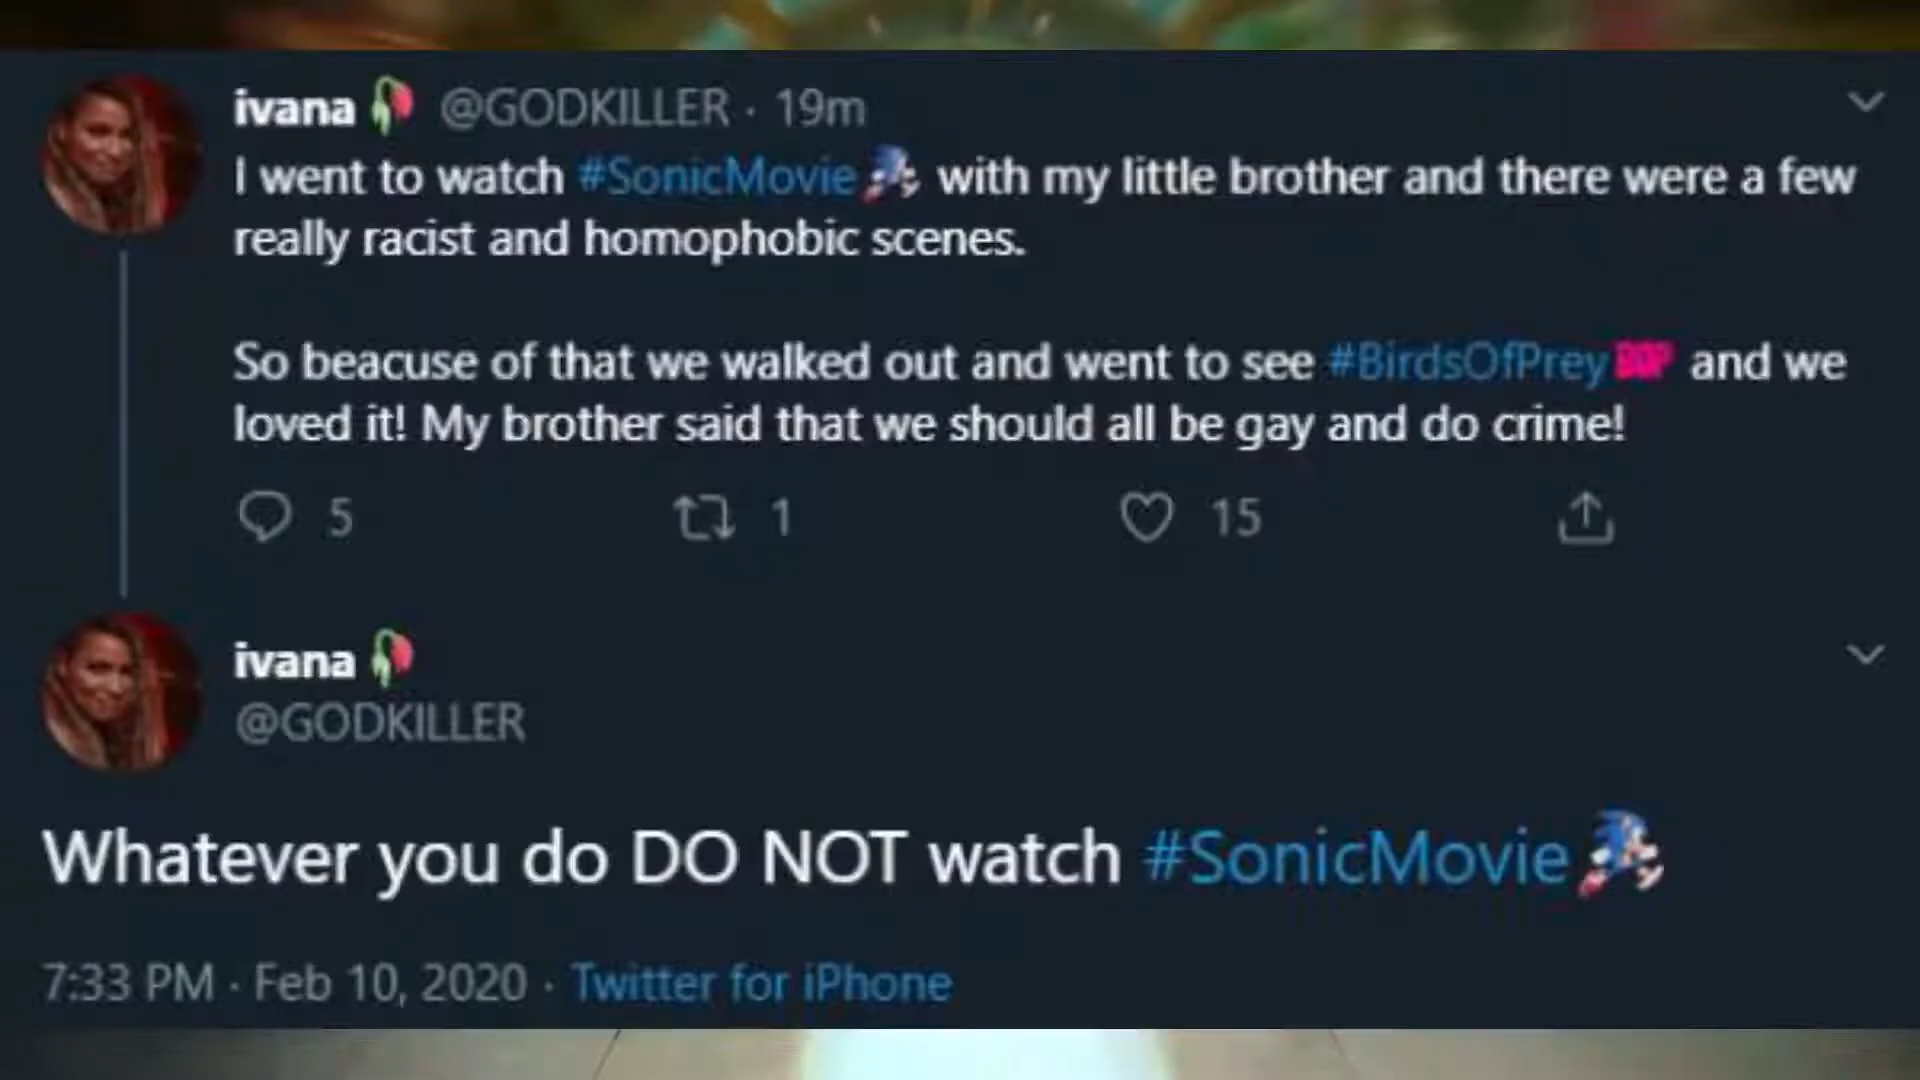 ivana🥀 @GODKILLER · 19m
I went to watch #SonicMovie with my little brother and there were a few
really racist and homophobic scenes.
So beacuse of that we walked out and went to see #BirdsOfPrey BOP and we
loved it! My brother said that we should all be gay and do crime!
5 1 15
ivana🥀
@GODKILLER
Whatever you do DO NOT watch #SonicMovie
7:33 PM · Feb 10, 2020 · Twitter for iPhone